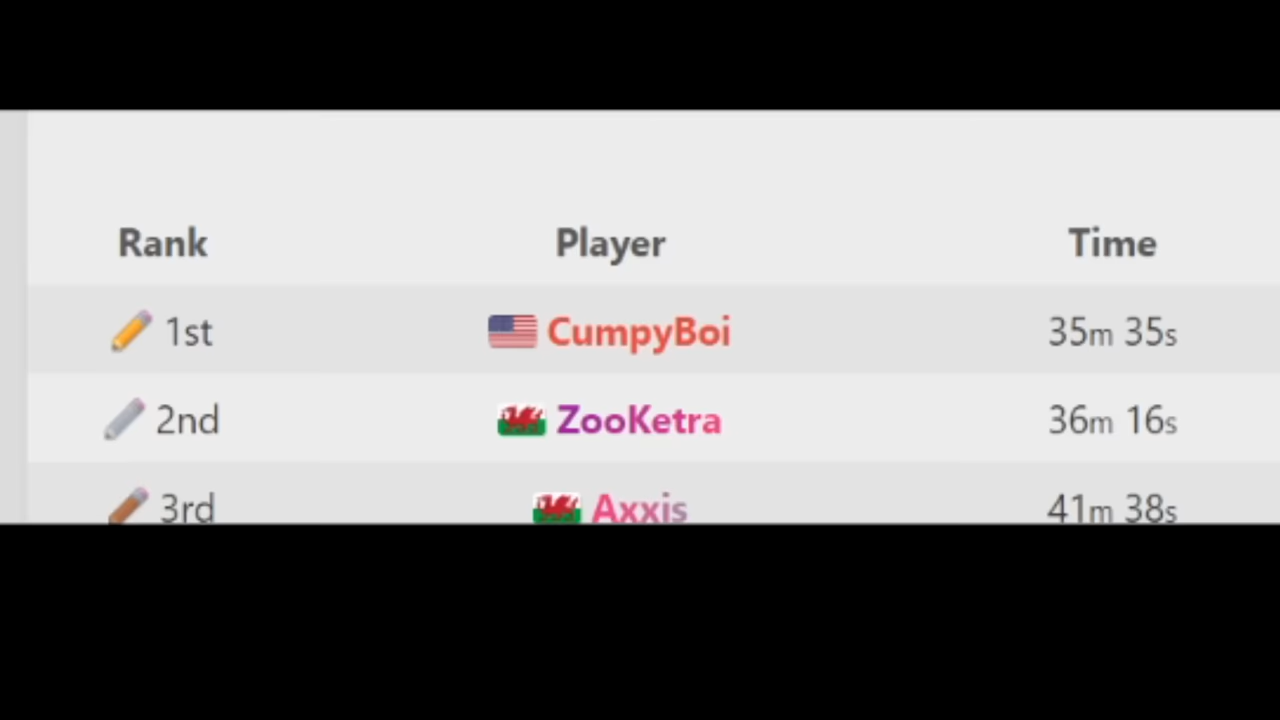 Rank Player Time
1st CumpyBoi 35m 35s
2nd ZooKetra 36m 16s
3rd Axxis 41m 38s